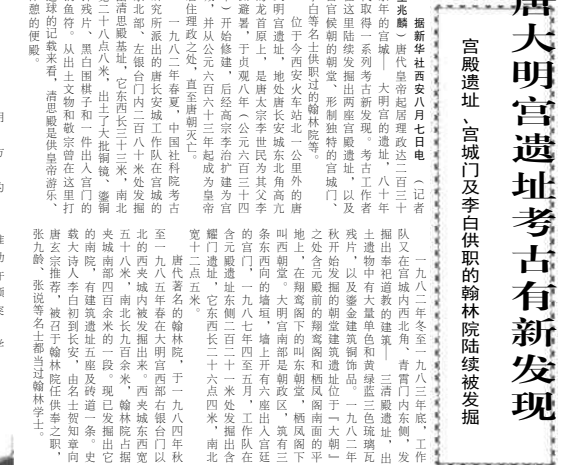 唐大明宫遗址考古有新发现
宫殿遗址、宫城门及李白供职的翰林院陆续被发掘
据新华社西安八月七日电 （记者
王兆麟）唐代皇帝起居理政达二百三十
年的宫城——大明宫的遗址，八十年
取得一系列考古新发现。考古工作者
这里陆续发掘出两座宫殿遗址，以及
官候朝的朝堂、形制独特的宫城门、
白等名士供职过的翰林院等。
位于今西安火车站北一公里外的唐
明宫遗址，地处唐长安城东北角高亢
龙首原上，是唐太宗李世民为其父李
避暑，于贞观八年（公元六百三十四
）开始修建，后经高宗李治扩建为宫
，并从公元六百六十三年起成为皇帝
住理政之处，直至唐朝灭亡。
一九八二年春夏，中国社科院考古
究所派出的唐长安城工作队在宫城的
北部、左银台门内二百八十米处发掘
清思殿基址，它东西长三十三米，南北
二十八点八米，出土了大批铜镜、鎏铜
残片、黑白围棋子和一件出入宫门的
鱼符。从出土文物和敬宗曾在这里打
球的记载来看，清思殿是供皇帝游乐、
憩的便殿。
一九八二年冬至一九八三年底，工作
队又在宫城内西北角、青霄门内东侧，发
掘出奉祀道教的建筑——三清殿遗址，出
土遗物中有大量单色和黄绿蓝三色琉璃瓦
残片，以及鎏金建筑铜饰品。一九八二年
秋开始发掘的朝堂建筑遗址位于『大朝』
之处含元殿前的翔鸾阁和栖凤阁南面的平
地上，在翔鸾阁下的叫东朝堂，栖凤阁下
叫西朝堂。大明宫南部是朝政区，筑有三
条东西向的墙垣，墙上开有六座出入宫廷
的宫门，一九八七年四至五月，工作队在
含元殿遗址东侧二百二十一米处发掘出含
耀门遗址，它东西长二十六点四米，南北
宽十二点五米。
唐代著名的翰林院，于一九八四年秋
至一九八五年春在大明宫西部右银台门以
北的西夹城内被发掘出来。西夹城东西宽
五十八米，南北长九百余米，翰林院占据
夹城南部四百余米的一段。现已发掘出它
的南院，有建筑遗址五座及砖道一条。史
载大诗人李白初到长安，由名士贺知章向
唐玄宗推荐，被召于翰林院任供奉之职，
张九龄、张说等名士都当过翰林学士。